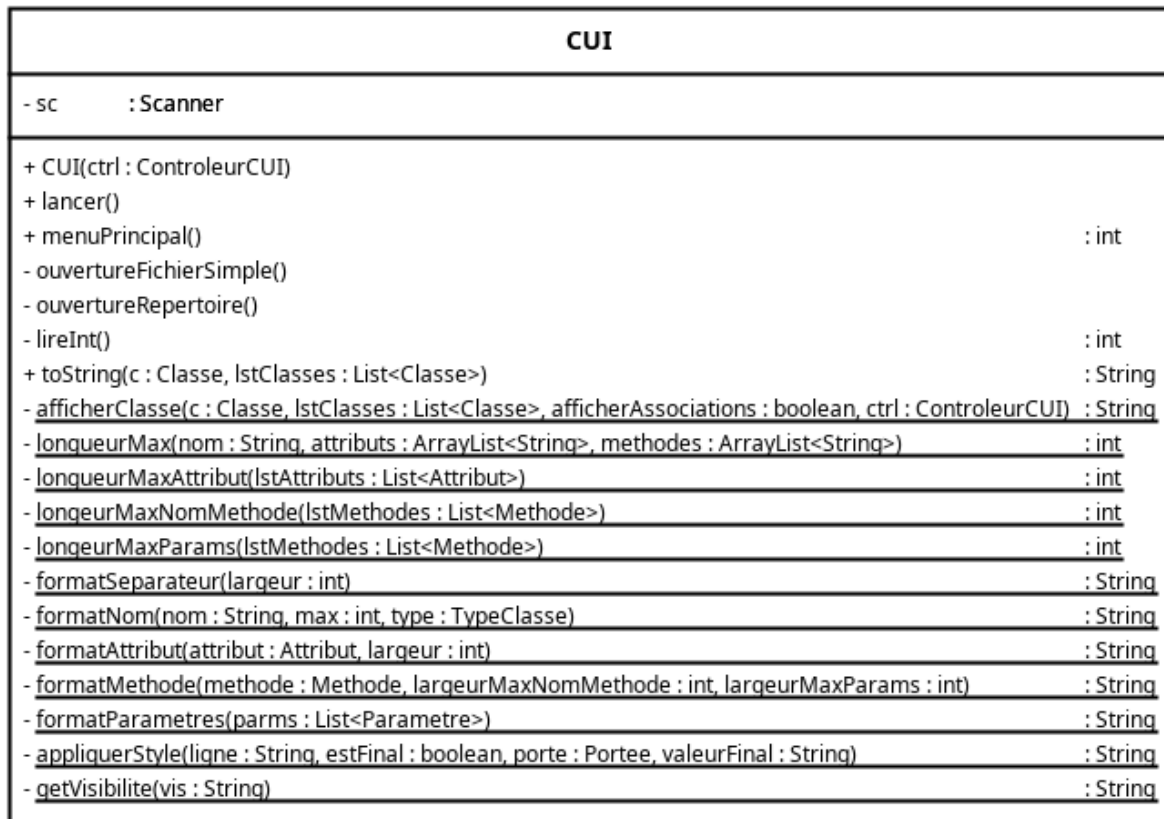 CUI
- sc : Scanner
+ CUI(ctrl : ControleurCUI)
+ lancer()
+ menuPrincipal() : int
- ouvertureFichierSimple()
- ouvertureRepertoire()
- lireInt() : int
+ toString(c : Classe, lstClasses : List<Classe>) : String
- afficherClasse(c : Classe, lstClasses : List<Classe>, afficherAssociations : boolean, ctrl : ControleurCUI) : String
- longueurMax(nom : String, attributs : ArrayList<String>, methodes : ArrayList<String>) : int
- longueurMaxAttribut(lstAttributs : List<Attribut>) : int
- longeurMaxNomMethode(lstMethodes : List<Methode>) : int
- longeurMaxParams(lstMethodes : List<Methode>) : int
- formatSeparateur(largeur : int) : String
- formatNom(nom : String, max : int, type : TypeClasse) : String
- formatAttribut(attribut : Attribut, largeur : int) : String
- formatMethode(methode : Methode, largeurMaxNomMethode : int, largeurMaxParams : int) : String
- formatParametres(parms : List<Parametre>) : String
- appliquerStyle(ligne : String, estFinal : boolean, porte : Portee, valeurFinal : String) : String
- getVisibilite(vis : String) : String